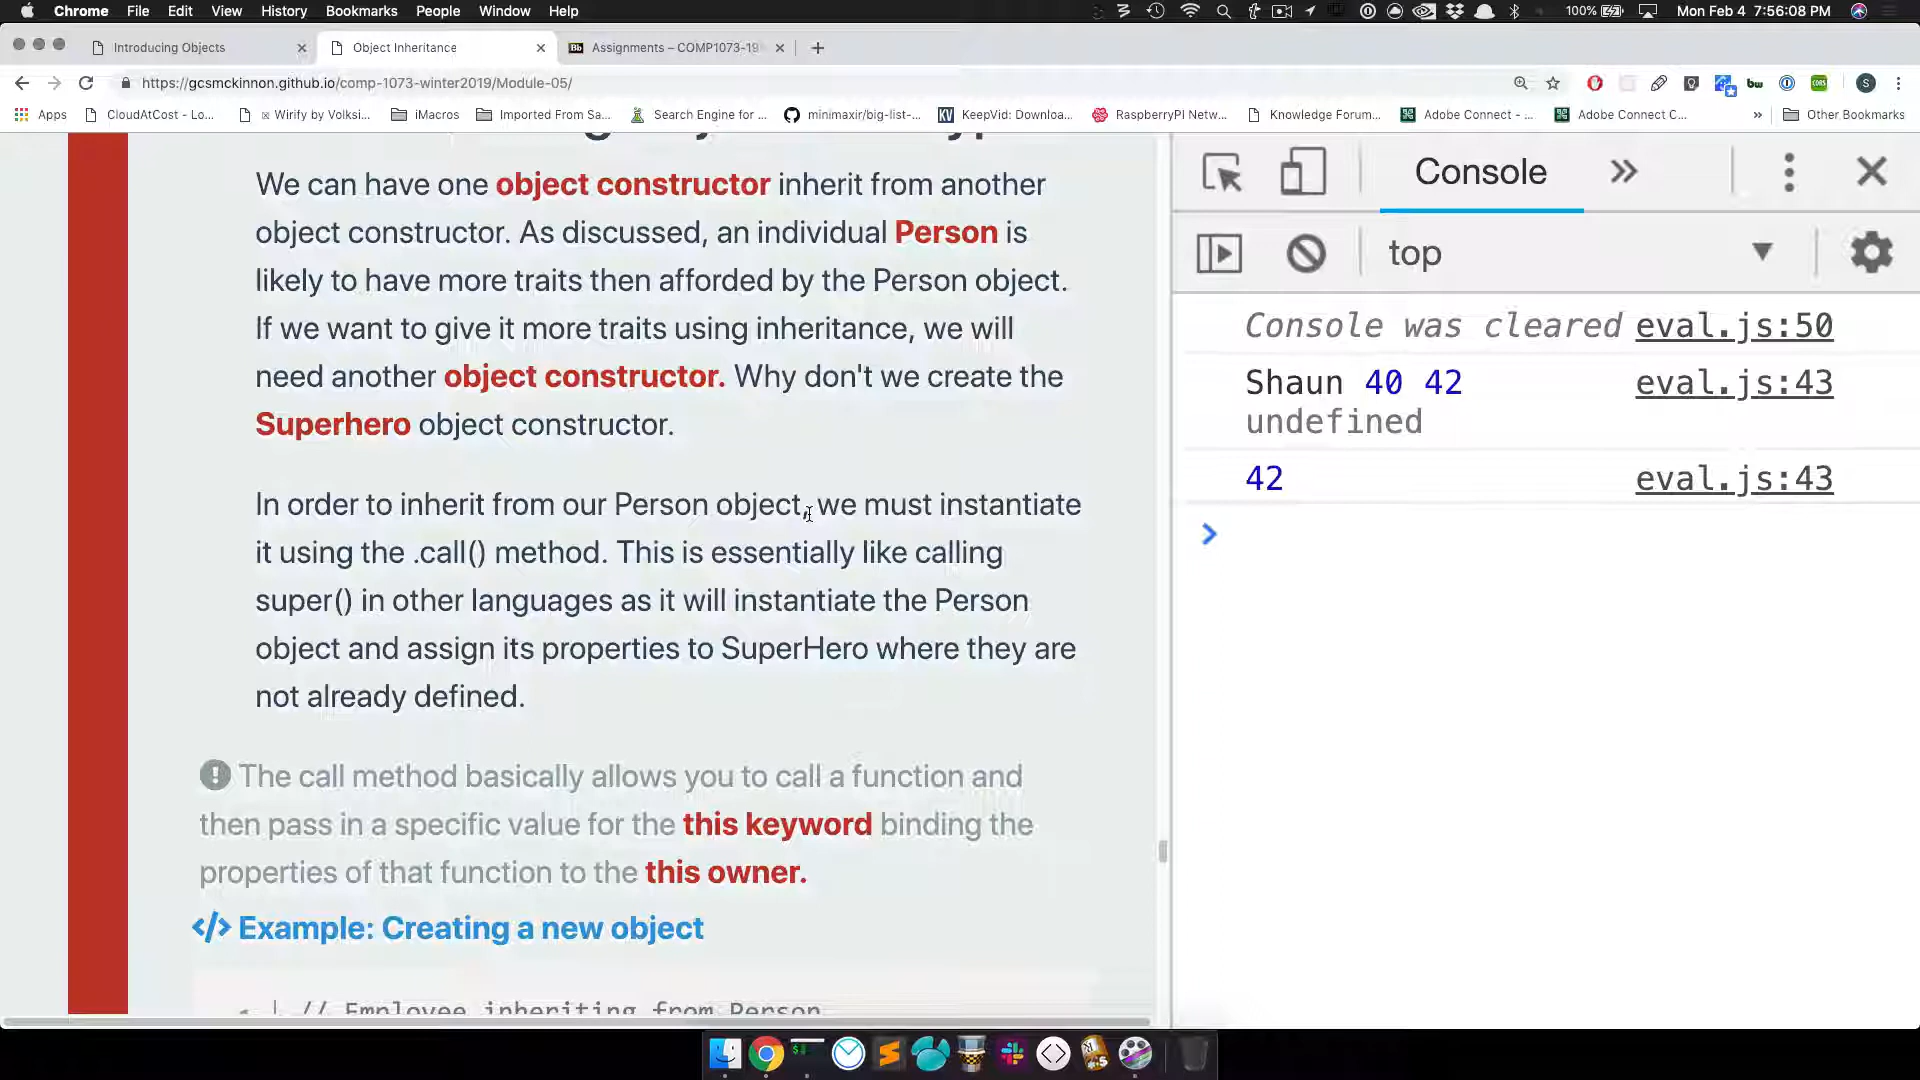 Chrome File Edit View History Bookmarks People Window Help 100% Mon Feb 4 7:56:08 PM
Introducing Objects Object Inheritance Bb Assignments – COMP1073-19
https://gcsmckinnon.github.io/comp-1073-winter2019/Module-05/
Apps CloudAtCost - Lo... Wirify by Volksi... iMacros Imported From Sa... Search Engine for ... minimaxir/big-list-... KV KeepVid: Downloa... RaspberryPI Netw... Knowledge Forum... Adobe Connect - ... Adobe Connect C... » Other Bookmarks
We can have one object constructor inherit from another
object constructor. As discussed, an individual Person is
likely to have more traits then afforded by the Person object.
If we want to give it more traits using inheritance, we will
need another object constructor. Why don't we create the
Superhero object constructor.
In order to inherit from our Person object, we must instantiate
it using the .call() method. This is essentially like calling
super() in other languages as it will instantiate the Person
object and assign its properties to SuperHero where they are
not already defined.
The call method basically allows you to call a function and
then pass in a specific value for the this keyword binding the
properties of that function to the this owner.
</> Example: Creating a new object
// Employee inheriting from Person
Console »
top
Console was cleared eval.js:50
Shaun 40 42 eval.js:43
undefined
42 eval.js:43